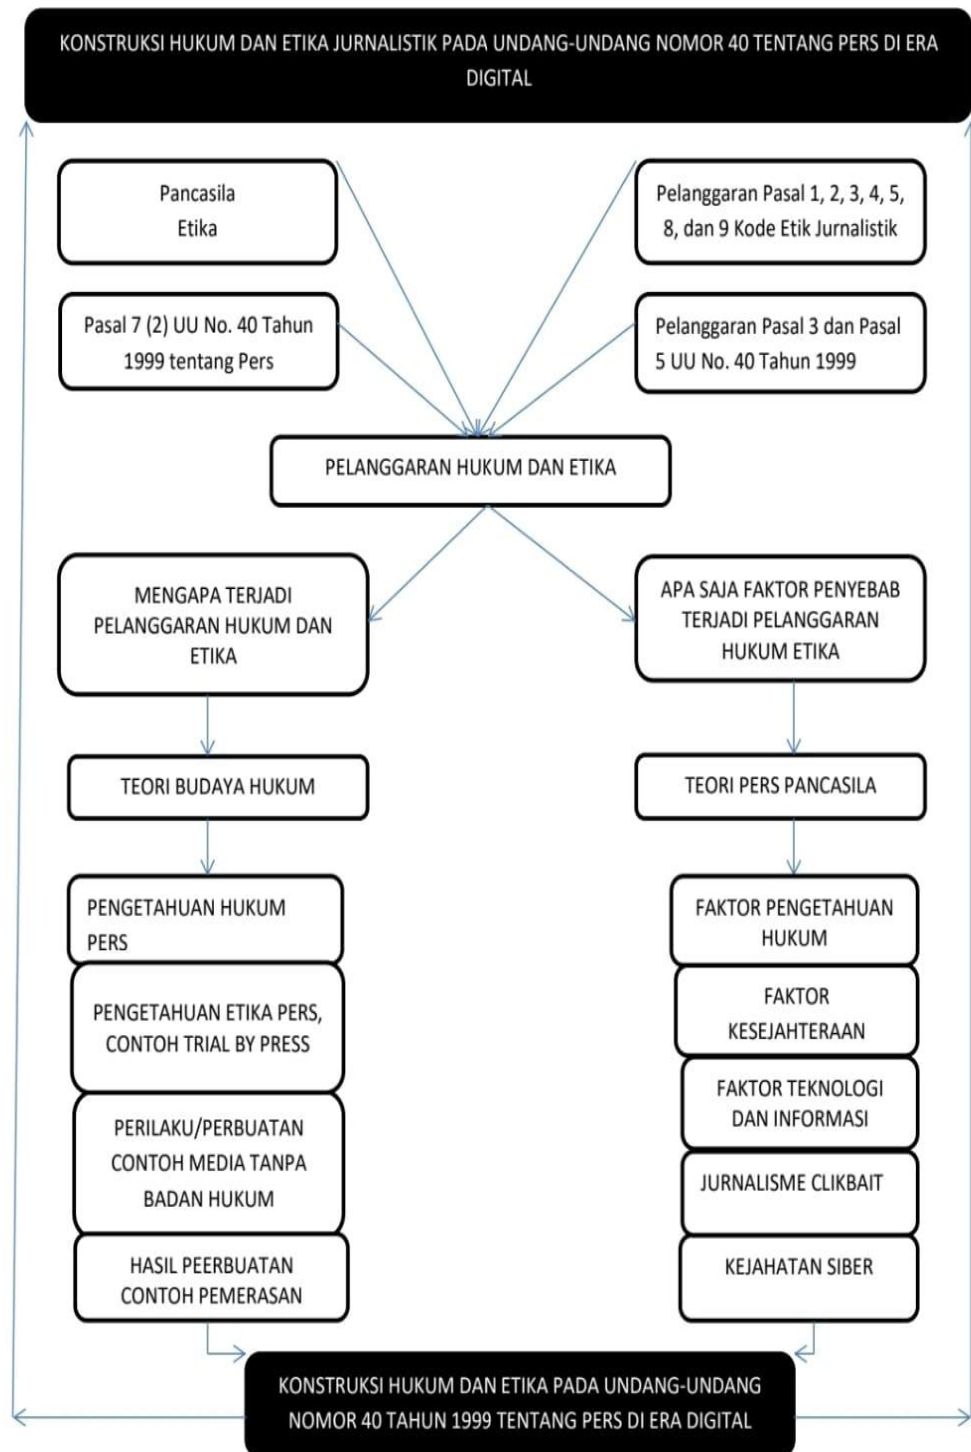 KONSTRUKSI HUKUM DAN ETIKA JURNALISTIK PADA UNDANG-UNDANG NOMOR 40 TENTANG PERS DI ERA
DIGITAL
Pancasila
Etika
Pelanggaran Pasal 1, 2, 3, 4, 5,
8, dan 9 Kode Etik Jurnalistik
Pasal 7 (2) UU No. 40 Tahun
1999 tentang Pers
Pelanggaran Pasal 3 dan Pasal
5 UU No. 40 Tahun 1999
PELANGGARAN HUKUM DAN ETIKA
MENGAPA TERJADI
PELANGGARAN HUKUM DAN
ETIKA
APA SAJA FAKTOR PENYEBAB
TERJADI PELANGGARAN
HUKUM ETIKA
TEORI BUDAYA HUKUM
TEORI PERS PANCASILA
PENGETAHUAN HUKUM
PERS
PENGETAHUAN ETIKA PERS,
CONTOH TRIAL BY PRESS
PERILAKU/PERBUATAN
CONTOH MEDIA TANPA
BADAN HUKUM
HASIL PEERBUATAN
CONTOH PEMERASAN
FAKTOR PENGETAHUAN
HUKUM
FAKTOR
KESEJAHTERAAN
FAKTOR TEKNOLOGI
DAN INFORMASI
JURNALISME CLIKBAIT
KEJAHATAN SIBER
KONSTRUKSI HUKUM DAN ETIKA PADA UNDANG-UNDANG
NOMOR 40 TAHUN 1999 TENTANG PERS DI ERA DIGITAL